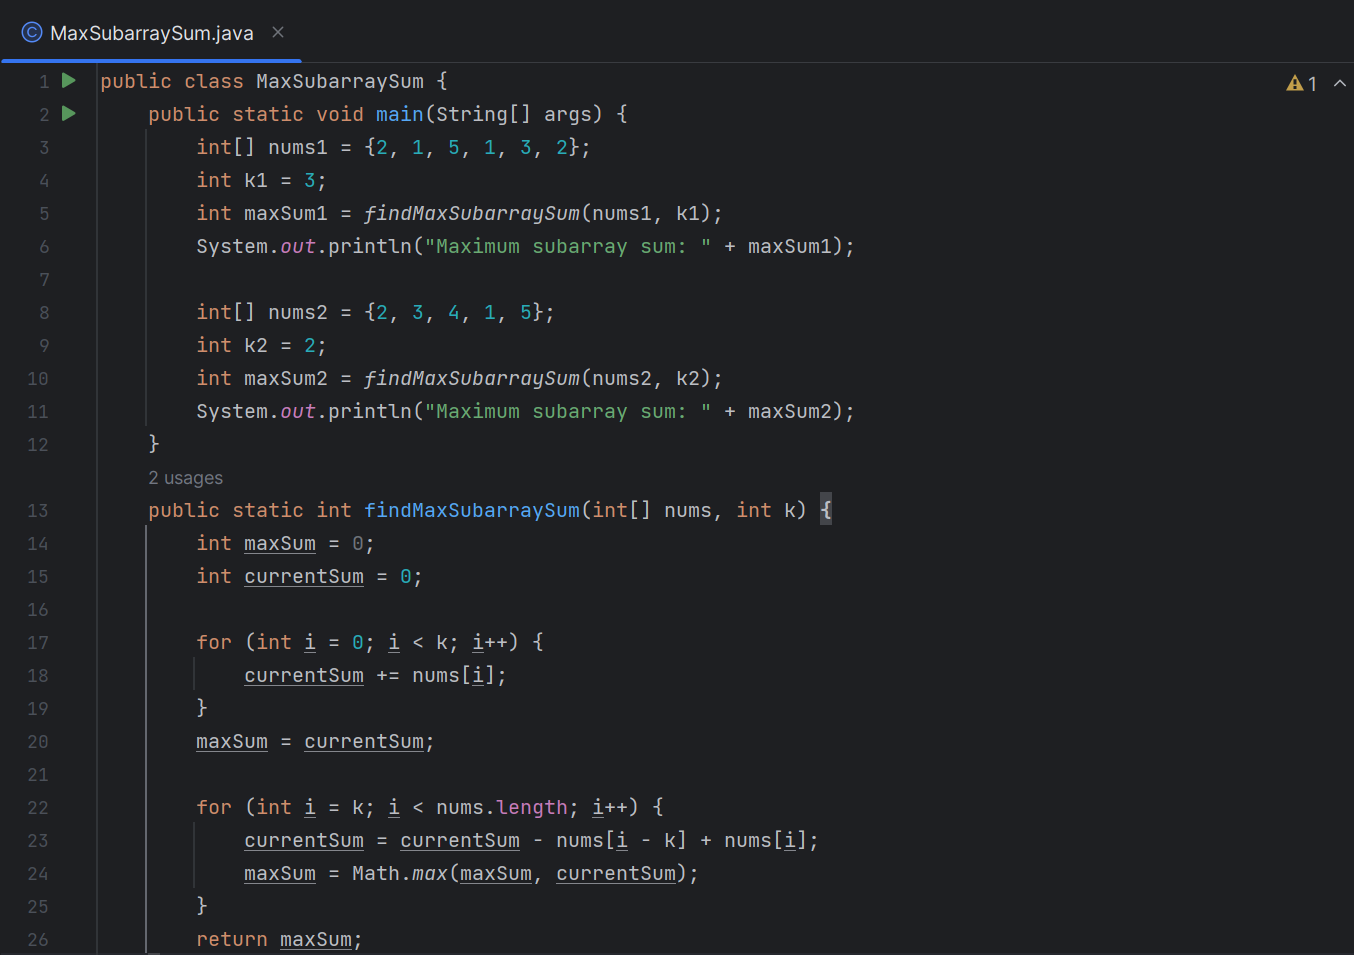 MaxSubarraySum.java
1 public class MaxSubarraySum {
2     public static void main(String[] args) {
3         int[] nums1 = {2, 1, 5, 1, 3, 2};
4         int k1 = 3;
5         int maxSum1 = findMaxSubarraySum(nums1, k1);
6         System.out.println("Maximum subarray sum: " + maxSum1);
7
8         int[] nums2 = {2, 3, 4, 1, 5};
9         int k2 = 2;
10         int maxSum2 = findMaxSubarraySum(nums2, k2);
11         System.out.println("Maximum subarray sum: " + maxSum2);
12     }
2 usages
13     public static int findMaxSubarraySum(int[] nums, int k) {
14         int maxSum = 0;
15         int currentSum = 0;
16
17         for (int i = 0; i < k; i++) {
18             currentSum += nums[i];
19         }
20         maxSum = currentSum;
21
22         for (int i = k; i < nums.length; i++) {
23             currentSum = currentSum - nums[i - k] + nums[i];
24             maxSum = Math.max(maxSum, currentSum);
25         }
26         return maxSum;
1